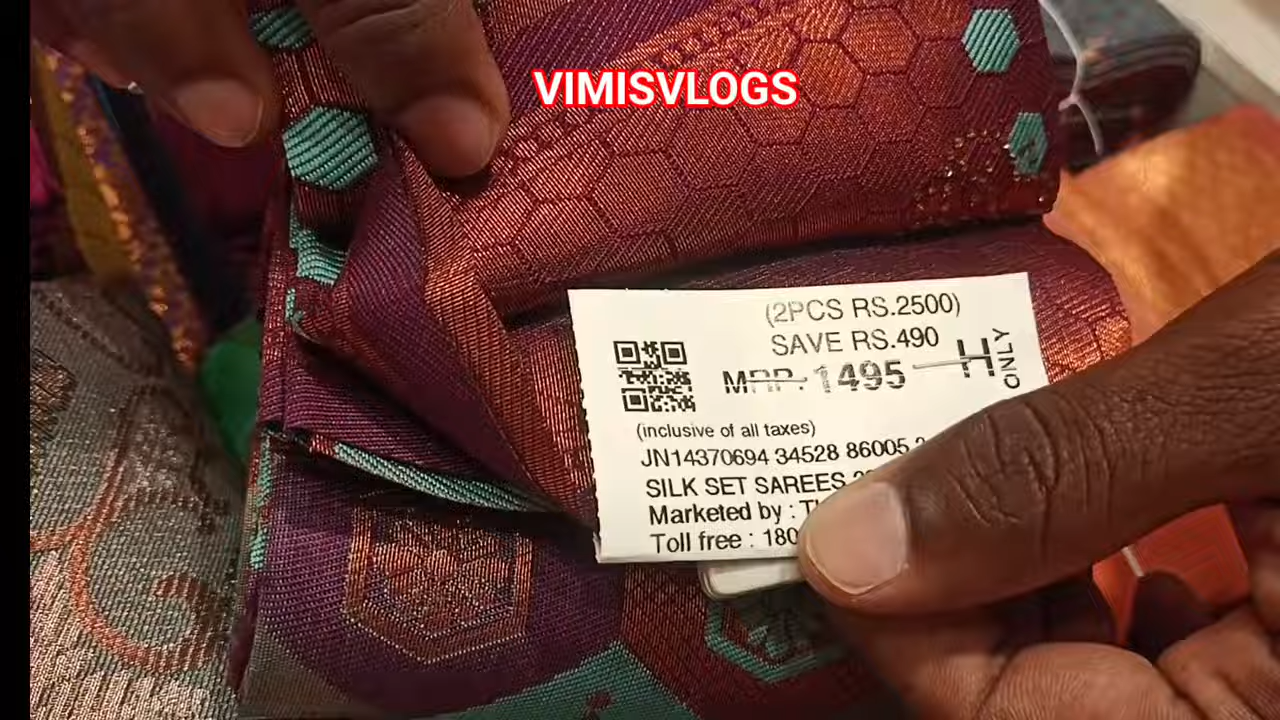 VIMISVLOGS
(2PCS RS.2500)
SAVE RS.490
MRP: 1495
H
ONLY
(inclusive of all taxes)
JN14370694 34528 86005
SILK SET SAREES
Marketed by :
Toll free : 180